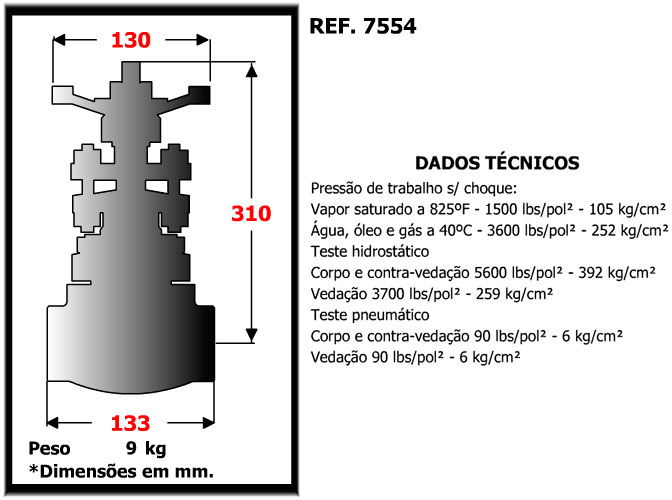 REF. 7554
130
310
133
Peso 9 kg
*Dimensões em mm.
DADOS TÉCNICOS
Pressão de trabalho s/ choque:
Vapor saturado a 825ºF - 1500 lbs/pol² - 105 kg/cm²
Água, óleo e gás a 40ºC - 3600 lbs/pol² - 252 kg/cm²
Teste hidrostático
Corpo e contra-vedação 5600 lbs/pol² - 392 kg/cm²
Vedação 3700 lbs/pol² - 259 kg/cm²
Teste pneumático
Corpo e contra-vedação 90 lbs/pol² - 6 kg/cm²
Vedação 90 lbs/pol² - 6 kg/cm²